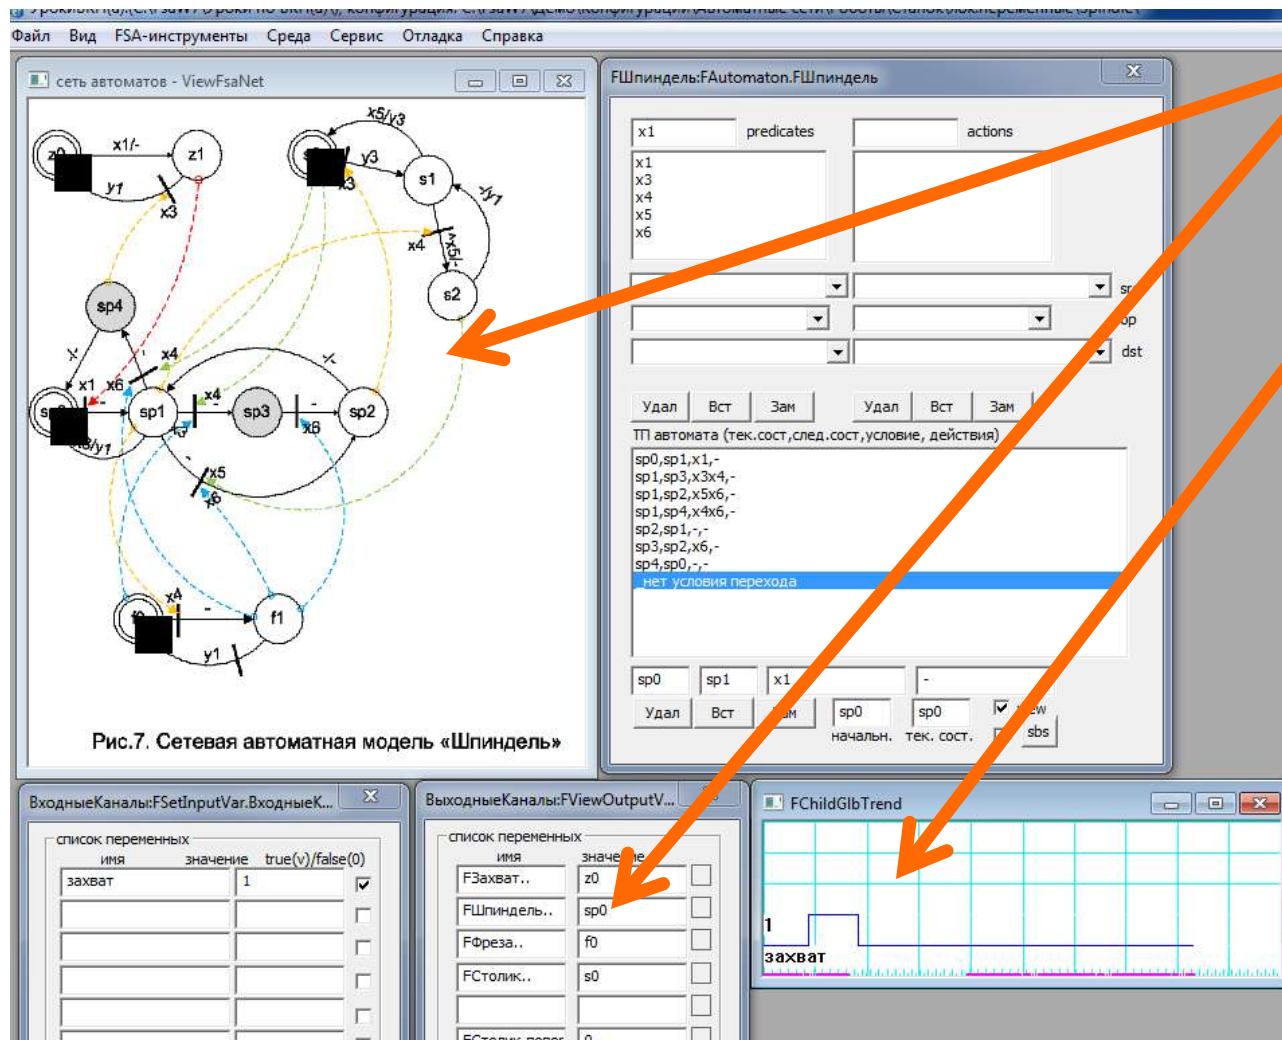 Файл Вид FSA-инструменты Среда Сервис Отладка Справка
сеть автоматов - ViewFsaNet
x1/-
z1
y1
x3
x5/y3
y3
x3
s1
-/y1
x4
^x5/-
s2
sp4
x4
x1
x6
sp1
x4
-
sp3
-
x6
sp2
x5
x6
x4
-
f1
y1
Рис.7. Сетевая автоматная модель «Шпиндель»
FШпиндель:FAutomaton.FШпиндель
x1 predicates actions
x1
x3
x4
x5
x6
dst
Удал Вст Зам Удал Вст Зам
ТП автомата (тек.сост,след.сост,условие, действия)
sp0,sp1,x1,-
sp1,sp3,x3x4,-
sp1,sp2,x5x6,-
sp1,sp4,x4x6,-
sp2,sp1,-,-
sp3,sp2,x6,-
sp4,sp0,-,-
_нет условия перехода
sp0 sp1 x1 -
Удал Вст sp0 sp0
начальн. тек. сост. sbs
ВходныеКаналы:FSetInputVar.ВходныеК...
список переменных
имя значение true(v)/false(0)
захват 1
ВыходныеКаналы:FViewOutputV...
список переменных
имя
FЗахват.. z0
FШпиндель.. sp0
FФреза.. f0
FСтолик.. s0
FChildGlbTrend
1
захват